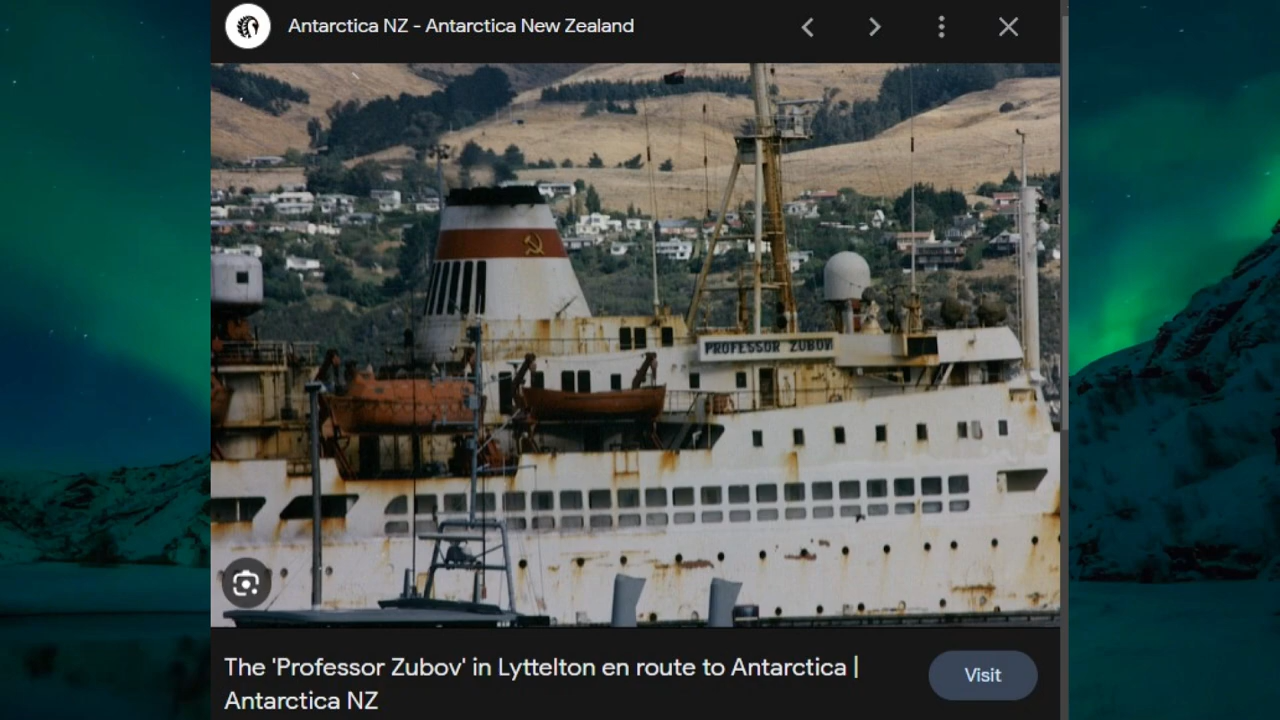 Antarctica NZ - Antarctica New Zealand
PROFESSOR ZUBOV
The 'Professor Zubov' in Lyttelton en route to Antarctica |
Antarctica NZ
Visit